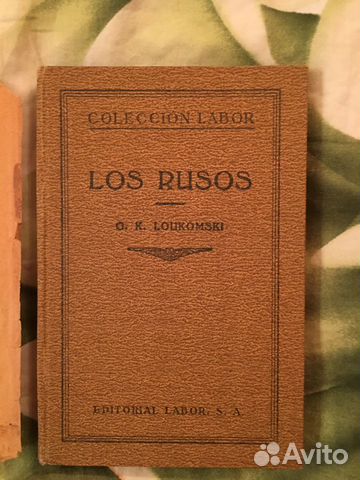 COLECCIÓN LABOR
LOS RUSOS
G. K. LOUKOMSKI
EDITORIAL LABOR, S. A.
Avito